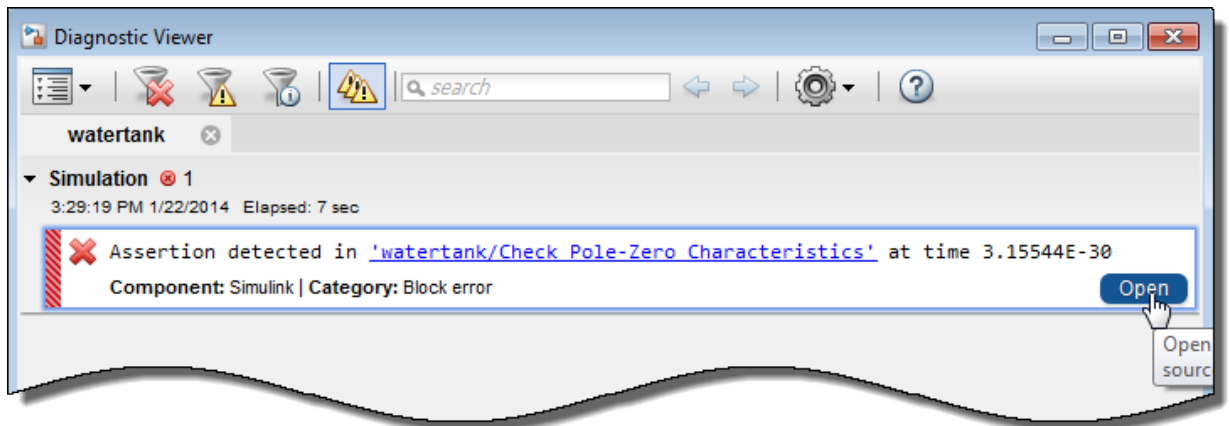 Diagnostic Viewer
search
watertank
Simulation 1
3:29:19 PM 1/22/2014 Elapsed: 7 sec
Assertion detected in 'watertank/Check Pole-Zero Characteristics' at time 3.15544E-30
Component: Simulink | Category: Block error
Open
Open
sourc